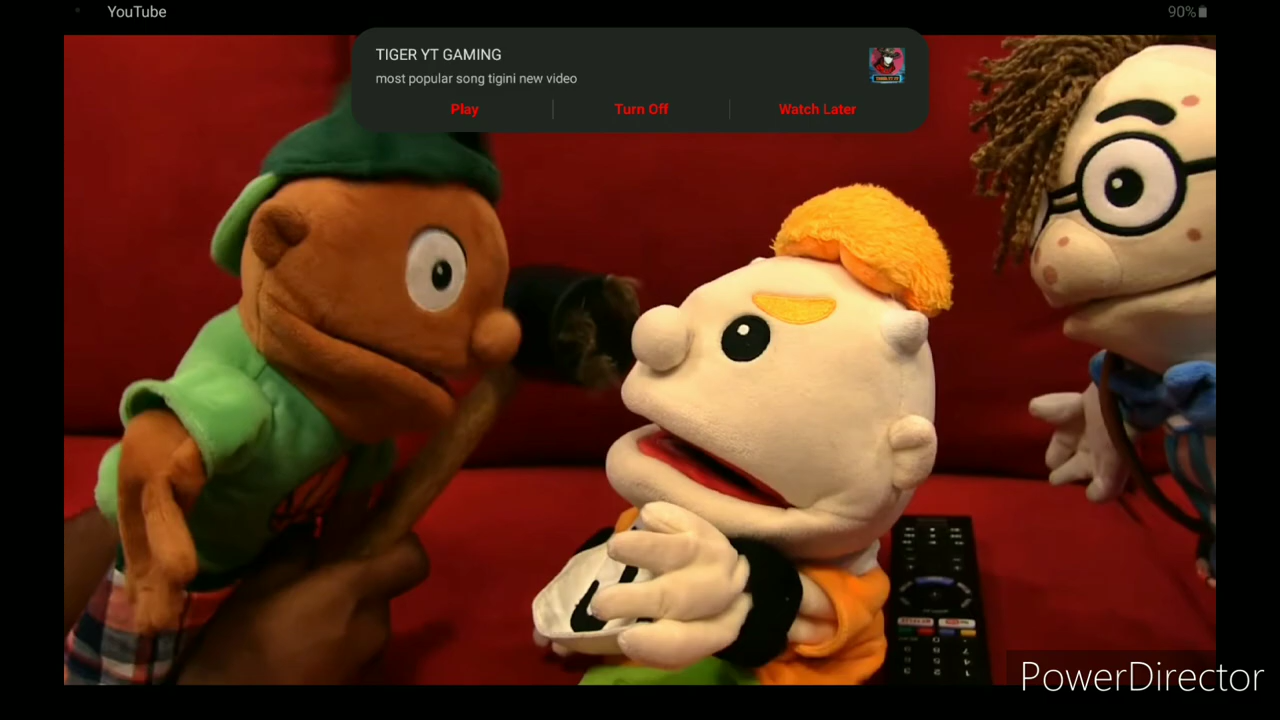 YouTube
90%
TIGER YT GAMING
most popular song tigini new video
Play
Turn Off
Watch Later
PowerDirector